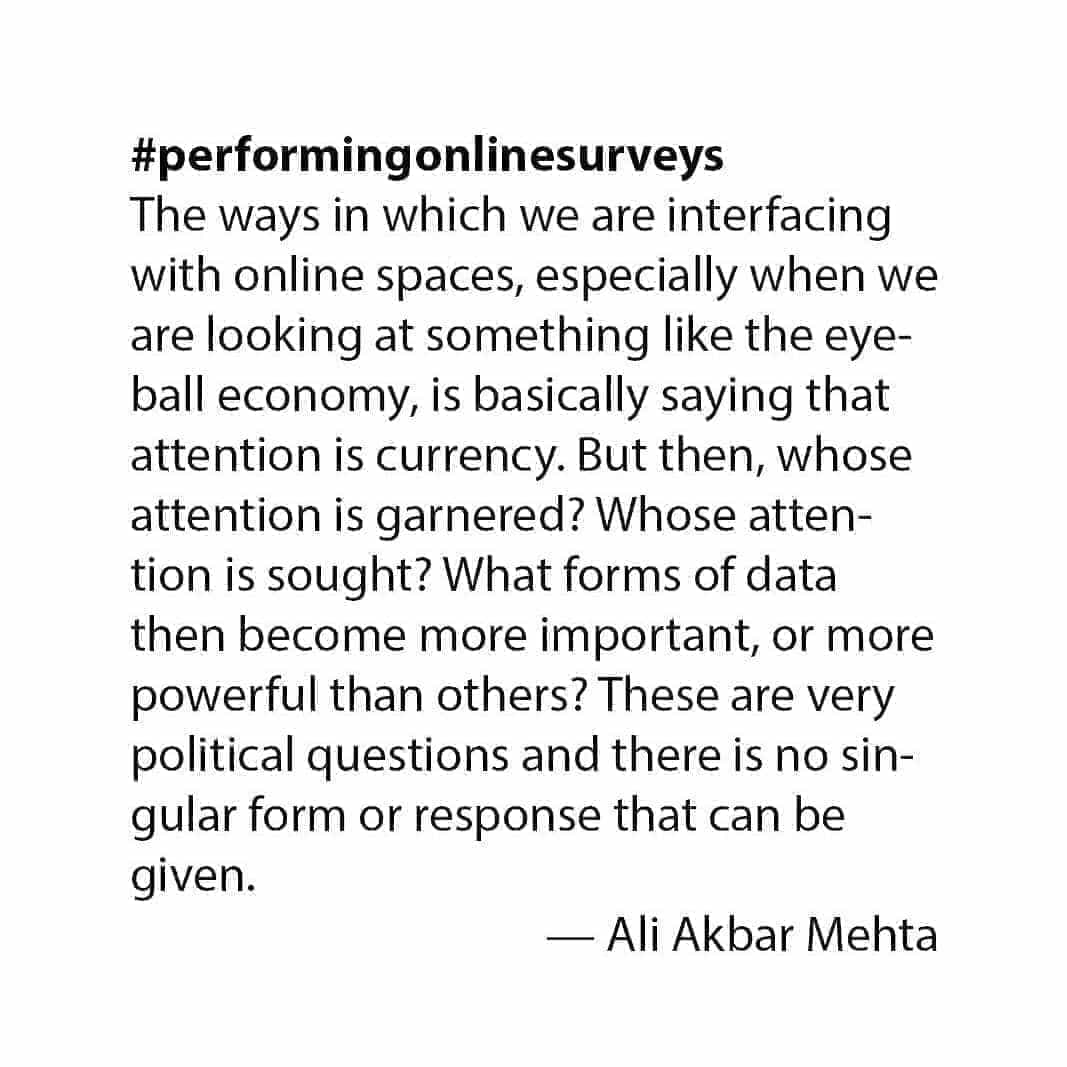 #performingonlinesurveys
The ways in which we are interfacing
with online spaces, especially when we
are looking at something like the eye-
ball economy, is basically saying that
attention is currency. But then, whose
attention is garnered? Whose atten-
tion is sought? What forms of data
then become more important, or more
powerful than others? These are very
political questions and there is no sin-
gular form or response that can be
given.
— Ali Akbar Mehta